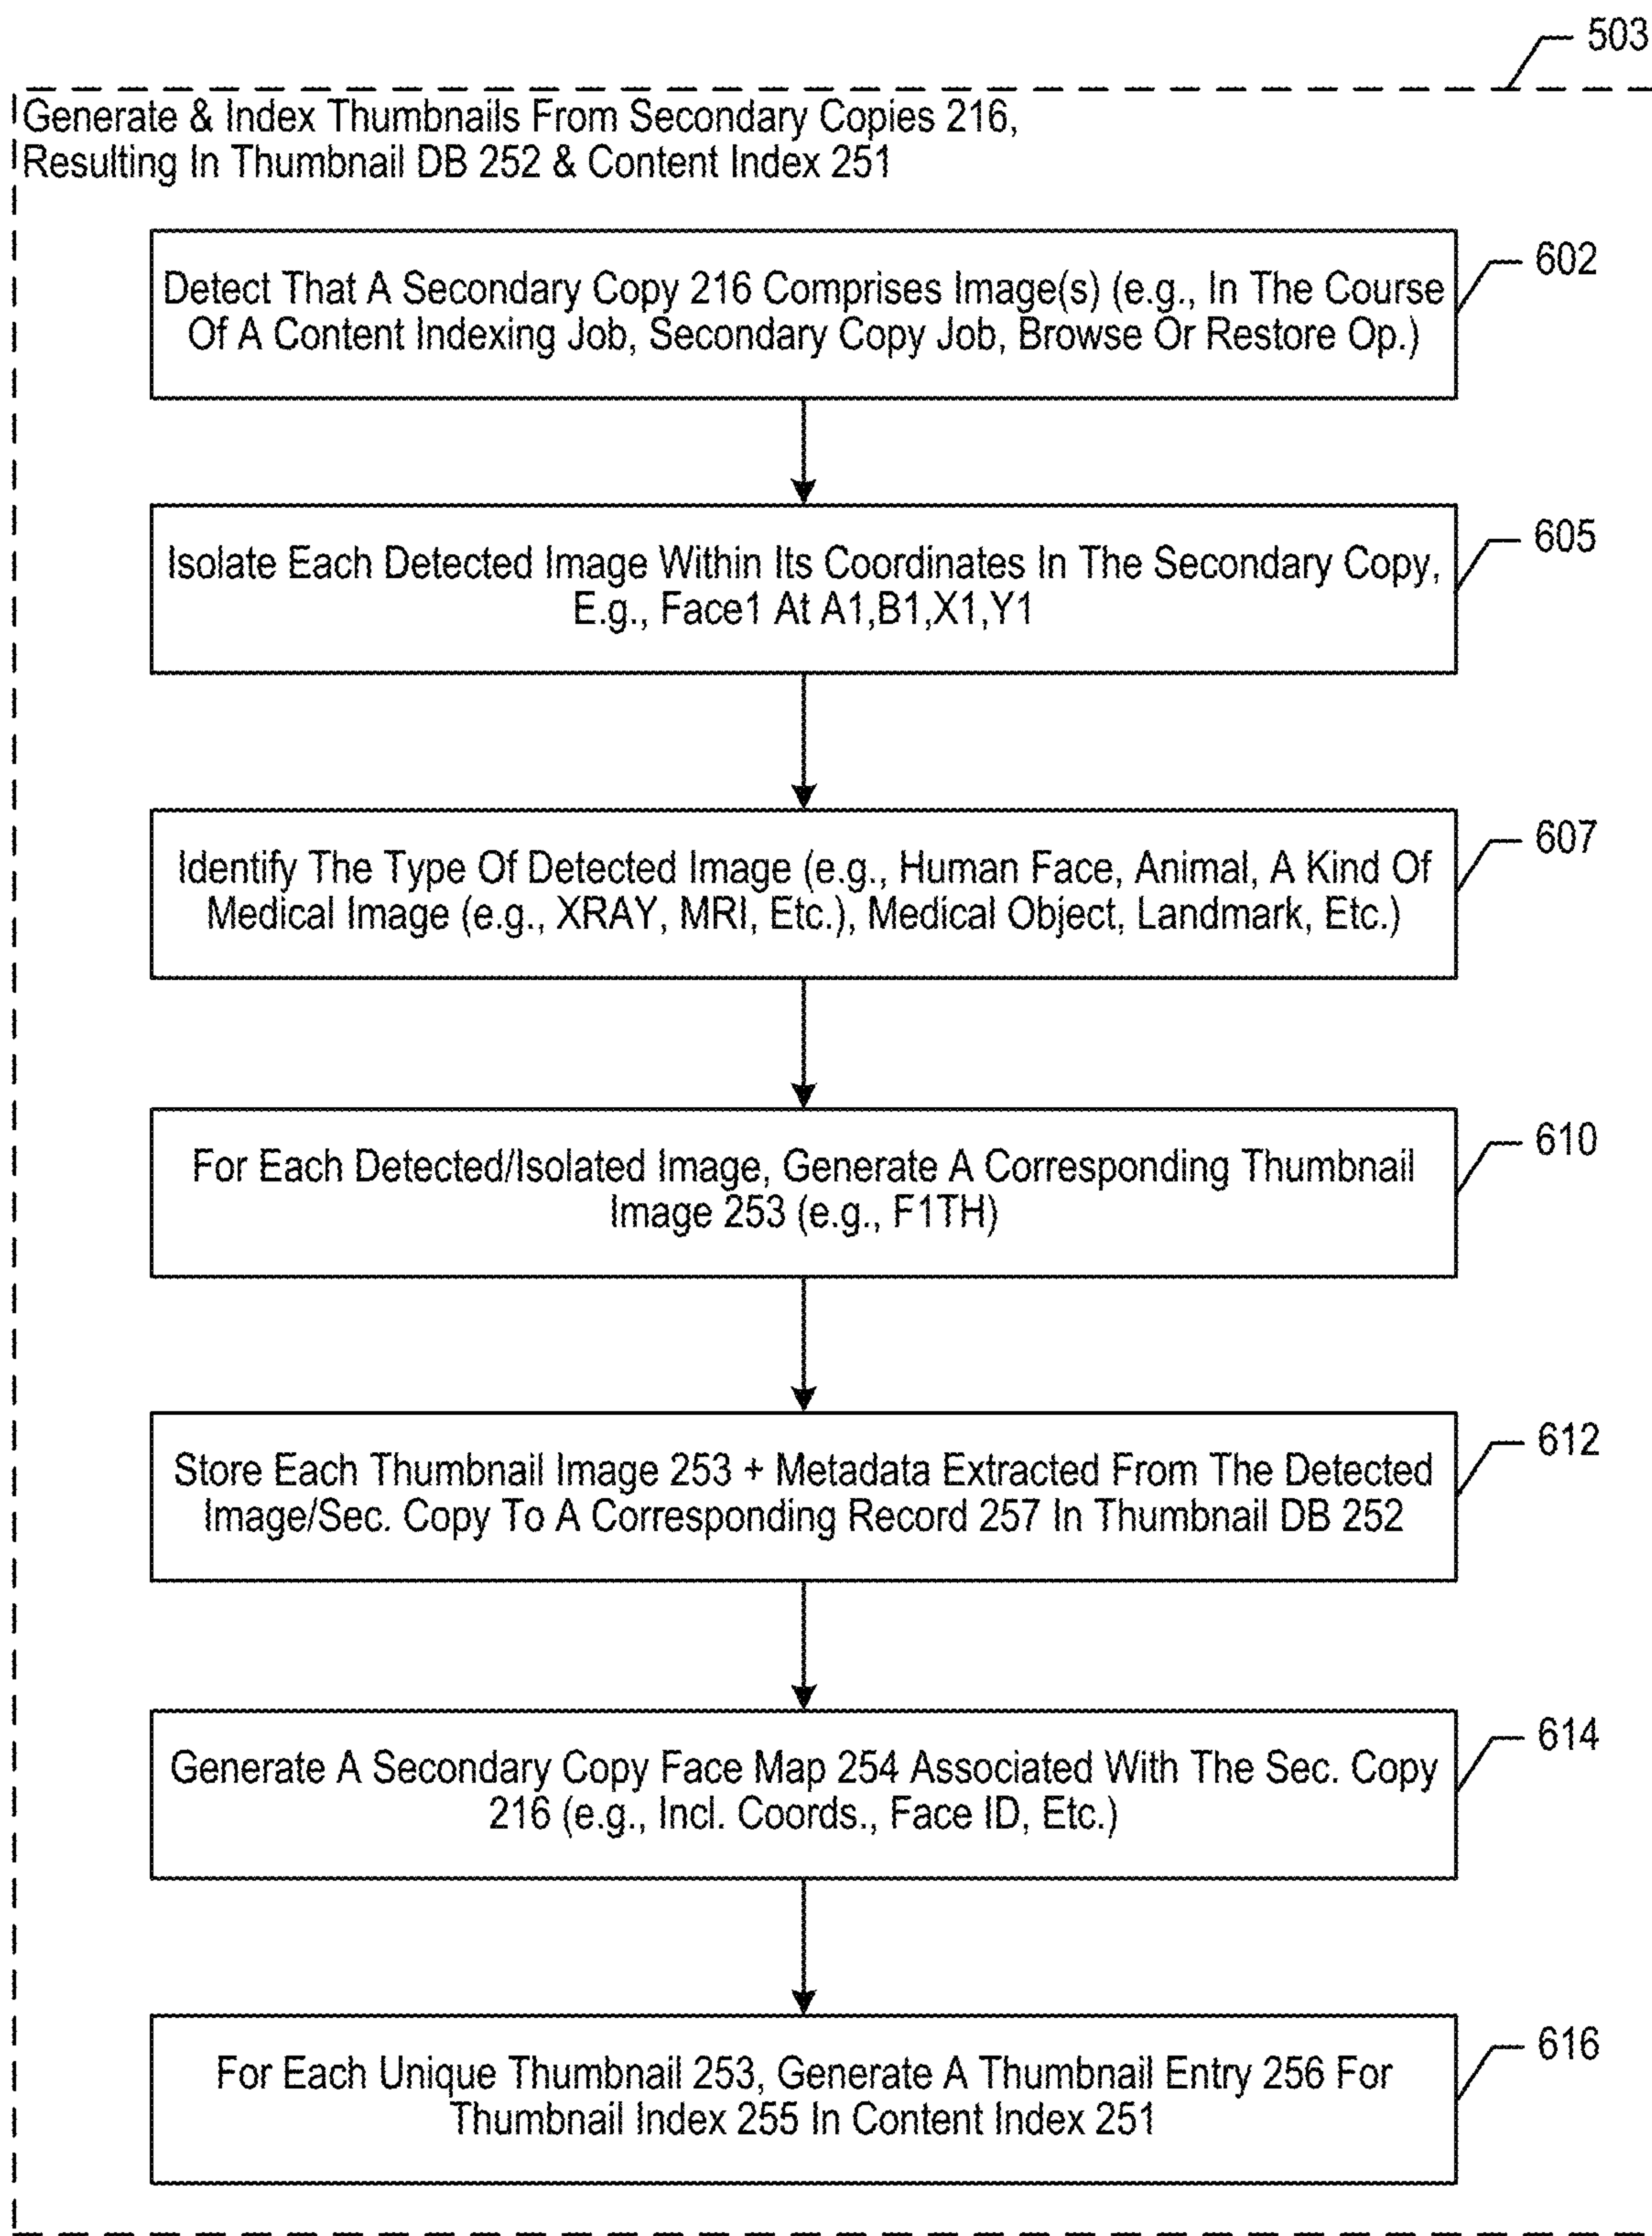 503
Generate & Index Thumbnails From Secondary Copies 216,
Resulting In Thumbnail DB 252 & Content Index 251
602
Detect That A Secondary Copy 216 Comprises Image(s) (e.g., In The Course
Of A Content Indexing Job, Secondary Copy Job, Browse Or Restore Op.)
605
Isolate Each Detected Image Within Its Coordinates In The Secondary Copy,
E.g., Face1 At A1,B1,X1,Y1
607
Identify The Type Of Detected Image (e.g., Human Face, Animal, A Kind Of
Medical Image (e.g., XRAY, MRI, Etc.), Medical Object, Landmark, Etc.)
610
For Each Detected/Isolated Image, Generate A Corresponding Thumbnail
Image 253 (e.g., F1TH)
612
Store Each Thumbnail Image 253 + Metadata Extracted From The Detected
Image/Sec. Copy To A Corresponding Record 257 In Thumbnail DB 252
614
Generate A Secondary Copy Face Map 254 Associated With The Sec. Copy
216 (e.g., Incl. Coords., Face ID, Etc.)
616
For Each Unique Thumbnail 253, Generate A Thumbnail Entry 256 For
Thumbnail Index 255 In Content Index 251